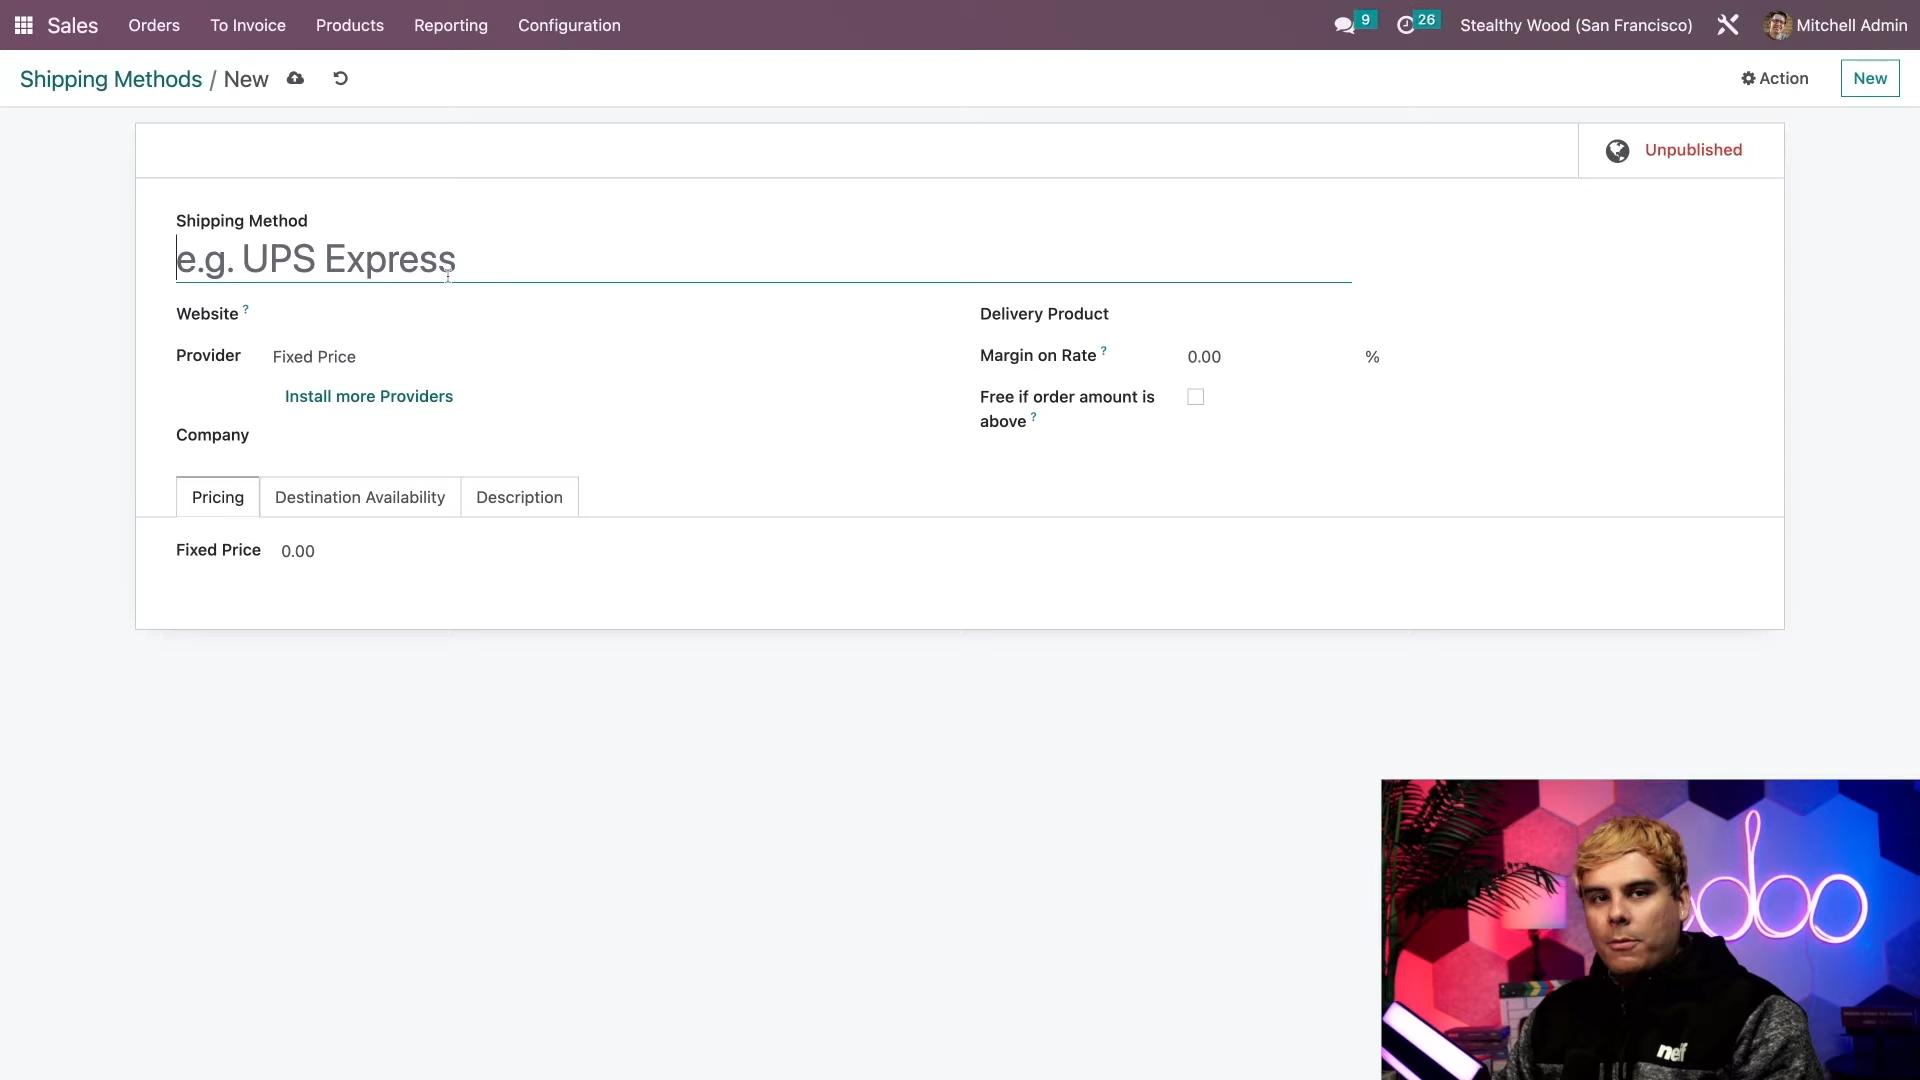 Sales Orders To Invoice Products Reporting Configuration 9 26 Stealthy Wood (San Francisco) Mitchell Admin
Shipping Methods / New Action New
Unpublished
Shipping Method
e.g. UPS Express
Website ? Delivery Product
Provider Fixed Price Margin on Rate ? 0.00 %
Install more Providers Free if order amount is
above ?
Company
Pricing Destination Availability Description
Fixed Price 0.00
odoo
neff